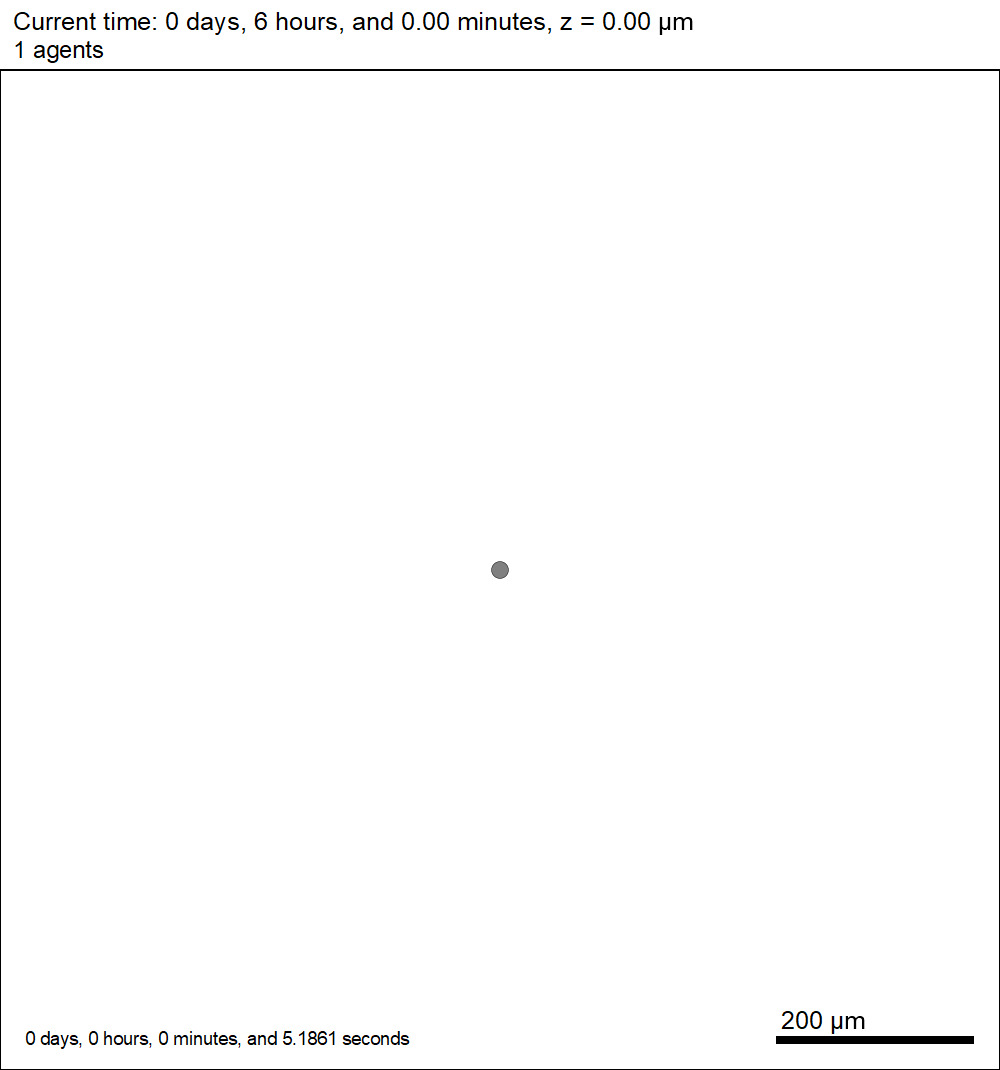 Current time: 0 days, 6 hours, and 0.00 minutes, z = 0.00 µm
1 agents
200 µm
0 days, 0 hours, 0 minutes, and 5.1861 seconds